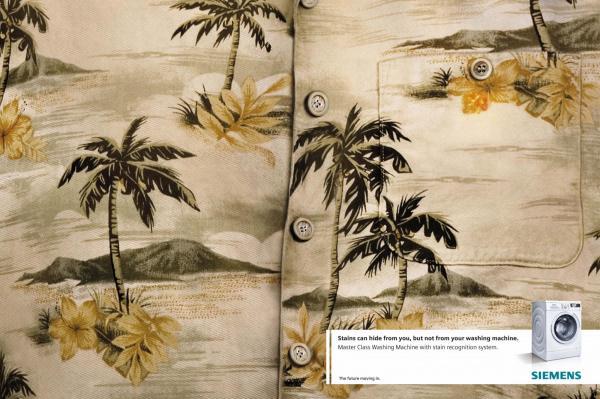 Stains can hide from you, but not from your washing machine.
Master Class Washing Machine with stain recognition system.
The future moving in.
SIEMENS